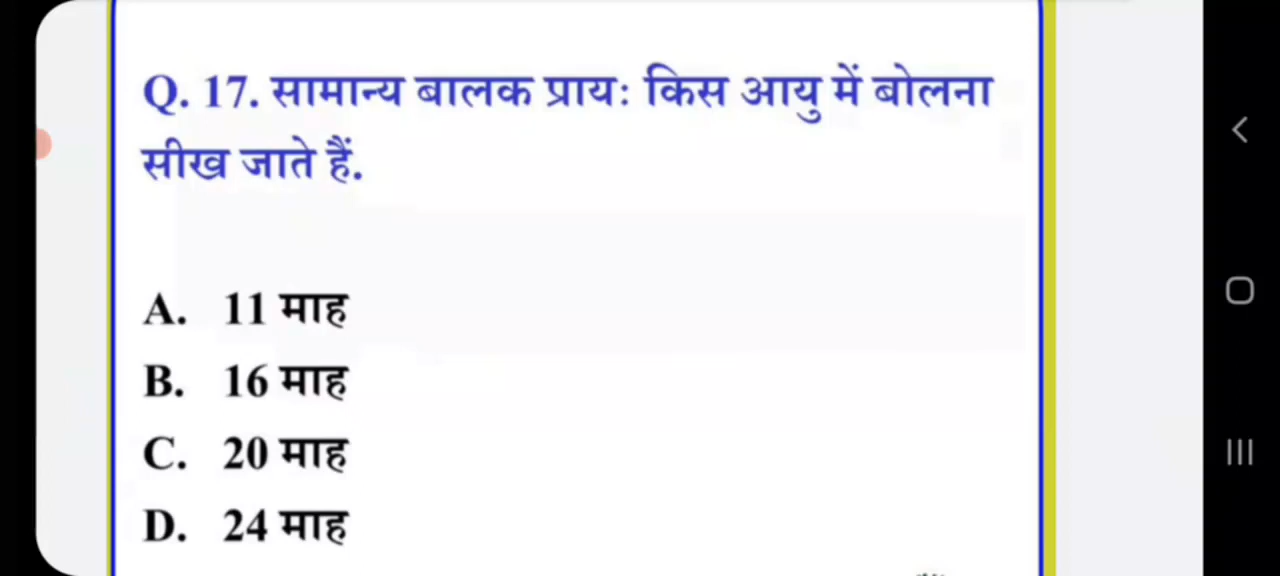 Q. 17. सामान्य बालक प्रायः किस आयु में बोलना
सीख जाते हैं.
A. 11 माह
B. 16 माह
C. 20 माह
D. 24 माह